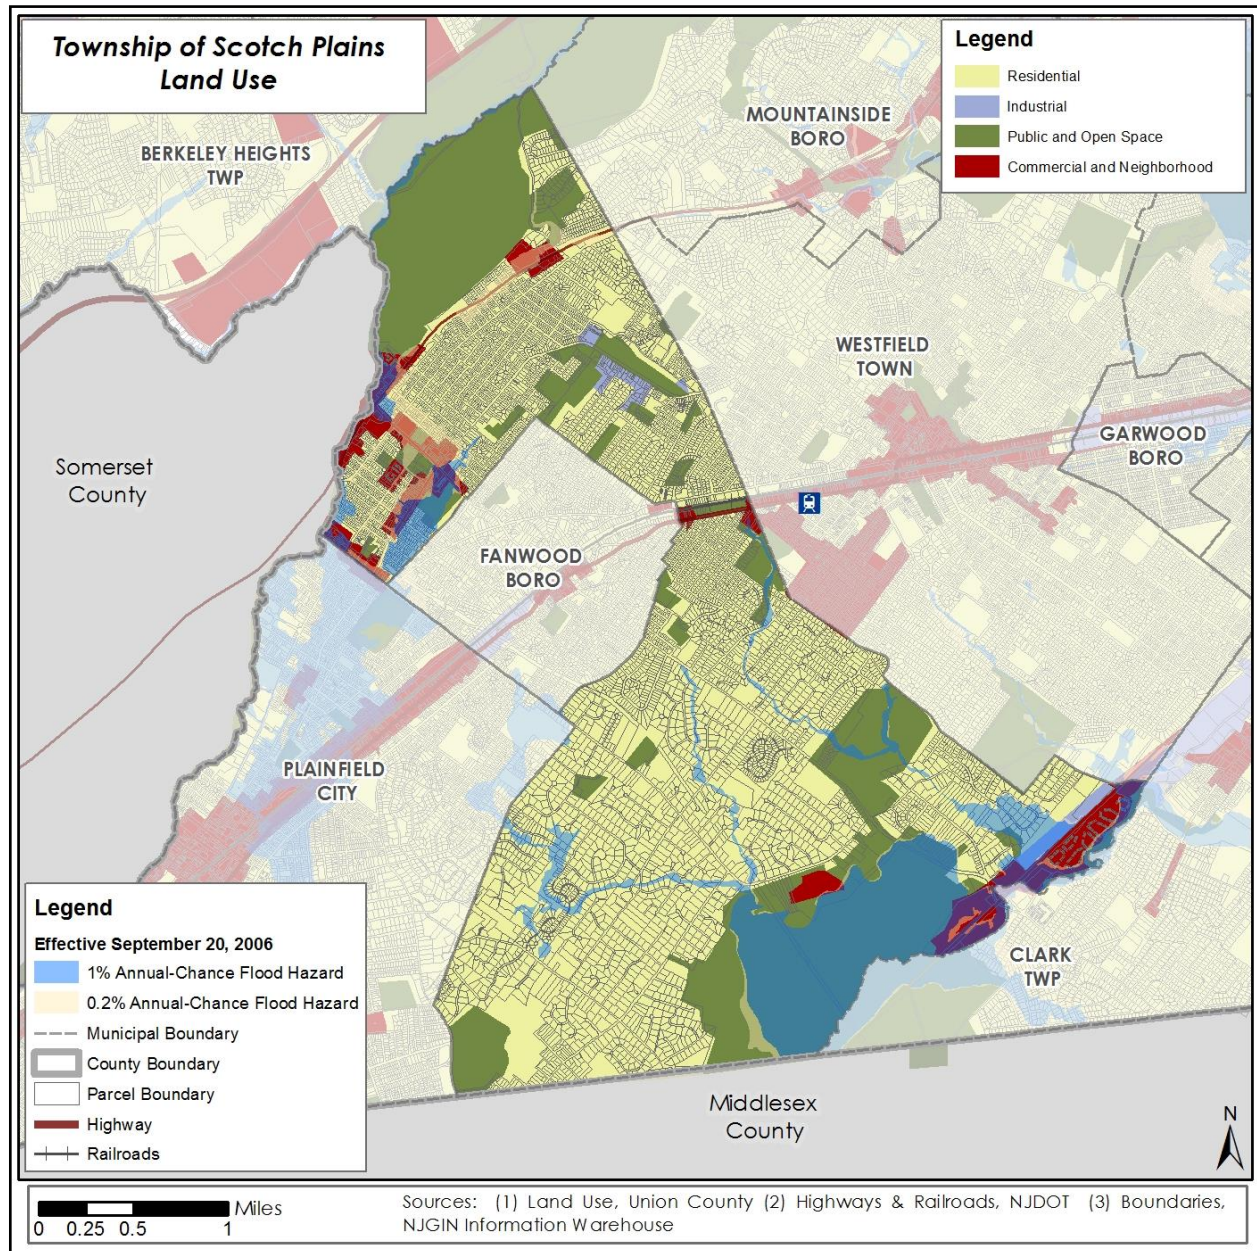 Township of Scotch Plains
Land Use
Legend
Residential
Industrial
Public and Open Space
Commercial and Neighborhood
MOUNTAINSIDE
BORO
BERKELEY HEIGHTS
TWP
WESTFIELD
TOWN
GARWOOD
BORO
Somerset
County
FANWOOD
BORO
PLAINFIELD
CITY
CLARK
TWP
Middlesex
County
N
Legend
Effective September 20, 2006
1% Annual-Chance Flood Hazard
0.2% Annual-Chance Flood Hazard
Municipal Boundary
County Boundary
Parcel Boundary
Highway
Railroads
Miles
0 0.25 0.5 1
Sources: (1) Land Use, Union County (2) Highways & Railroads, NJDOT (3) Boundaries,
NJGIN Information Warehouse